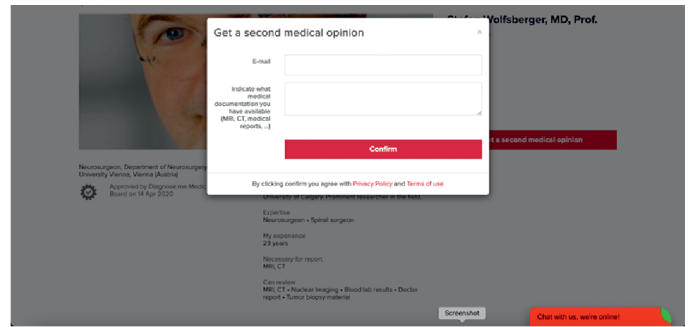 Stefan Wolfsberger, MD, Prof.
Get a second medical opinion
×
E-mail
Indicate what
medical
documentation you
have available
(MRI, CT, medical
reports, ...)
Confirm
t a second medical opinion
By clicking confirm you agree with Privacy Policy and Terms of use
Neurosurgeon, Department of Neurosurgery
University Vienna, Vienna (Austria)
Approved by Diagnose.me Medic
Board on 14 Apr 2020
University of Calgary. Prominent researcher in the field.
Expertise
Neurosurgeon • Spinal surgeon
My experience
23 years
Necessary for report
MRI, CT
Can review
MRI, CT • Nuclear Imaging • Blood lab results • Doctor
report • Tumor biopsy material
Screenshot
Chat with us, we're online!